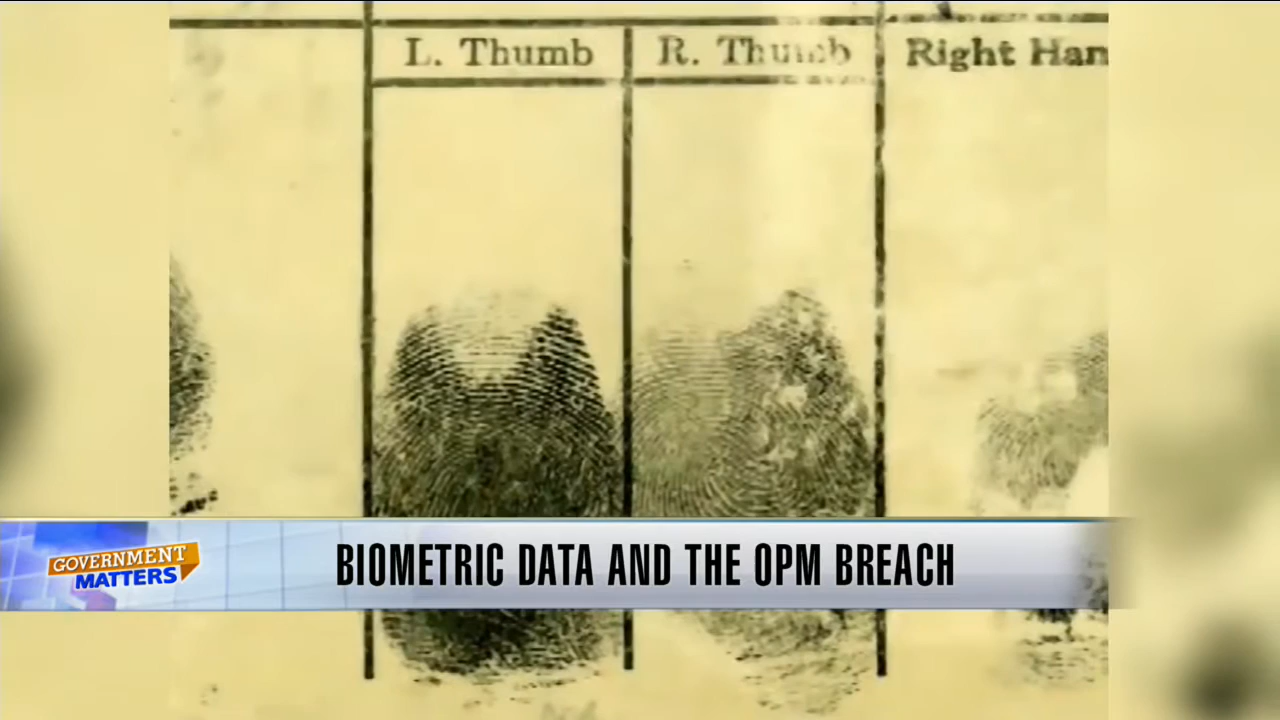 L. Thumb
R. Thumb
Right Han
GOVERNMENT
MATTERS
BIOMETRIC DATA AND THE OPM BREACH